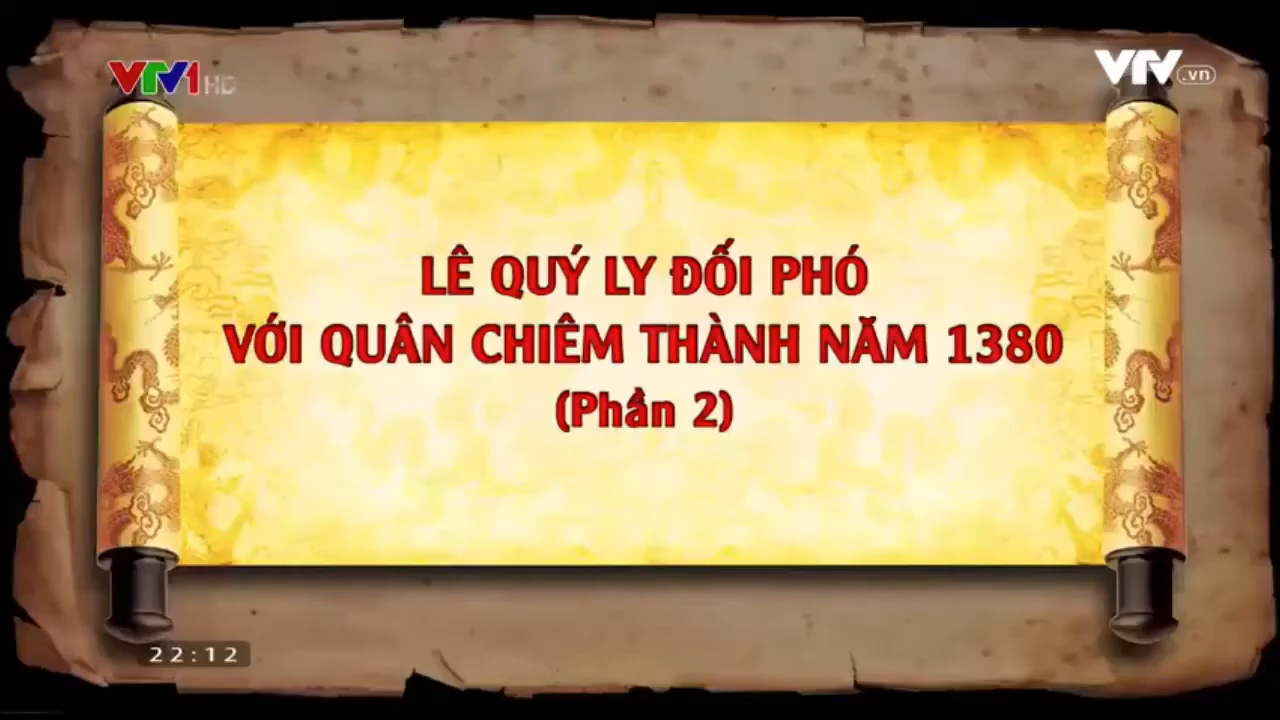 VTV1 HD
VTV.vn
LÊ QUÝ LY ĐỐI PHÓ
VỚI QUÂN CHIÊM THÀNH NĂM 1380
(Phần 2)
22:12